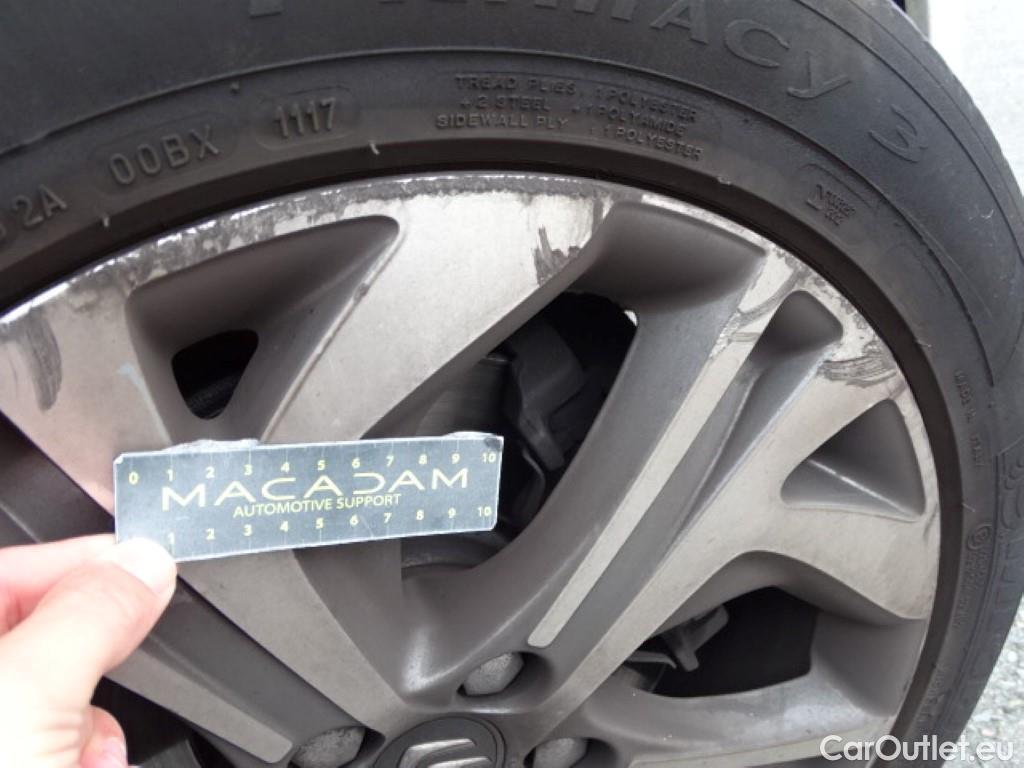 Primacy 3
TREAD PLIES: 1 POLYESTER
+ 2 STEEL + 1 POLYAMIDE
SIDEWALL PLY : 1 POLYESTER
2A 00BX 1117
0 1 2 3 4 5 6 7 8 9 10
MACADAM
AUTOMOTIVE SUPPORT
1 2 3 4 5 6 7 8 9 10
CarOutlet.eu